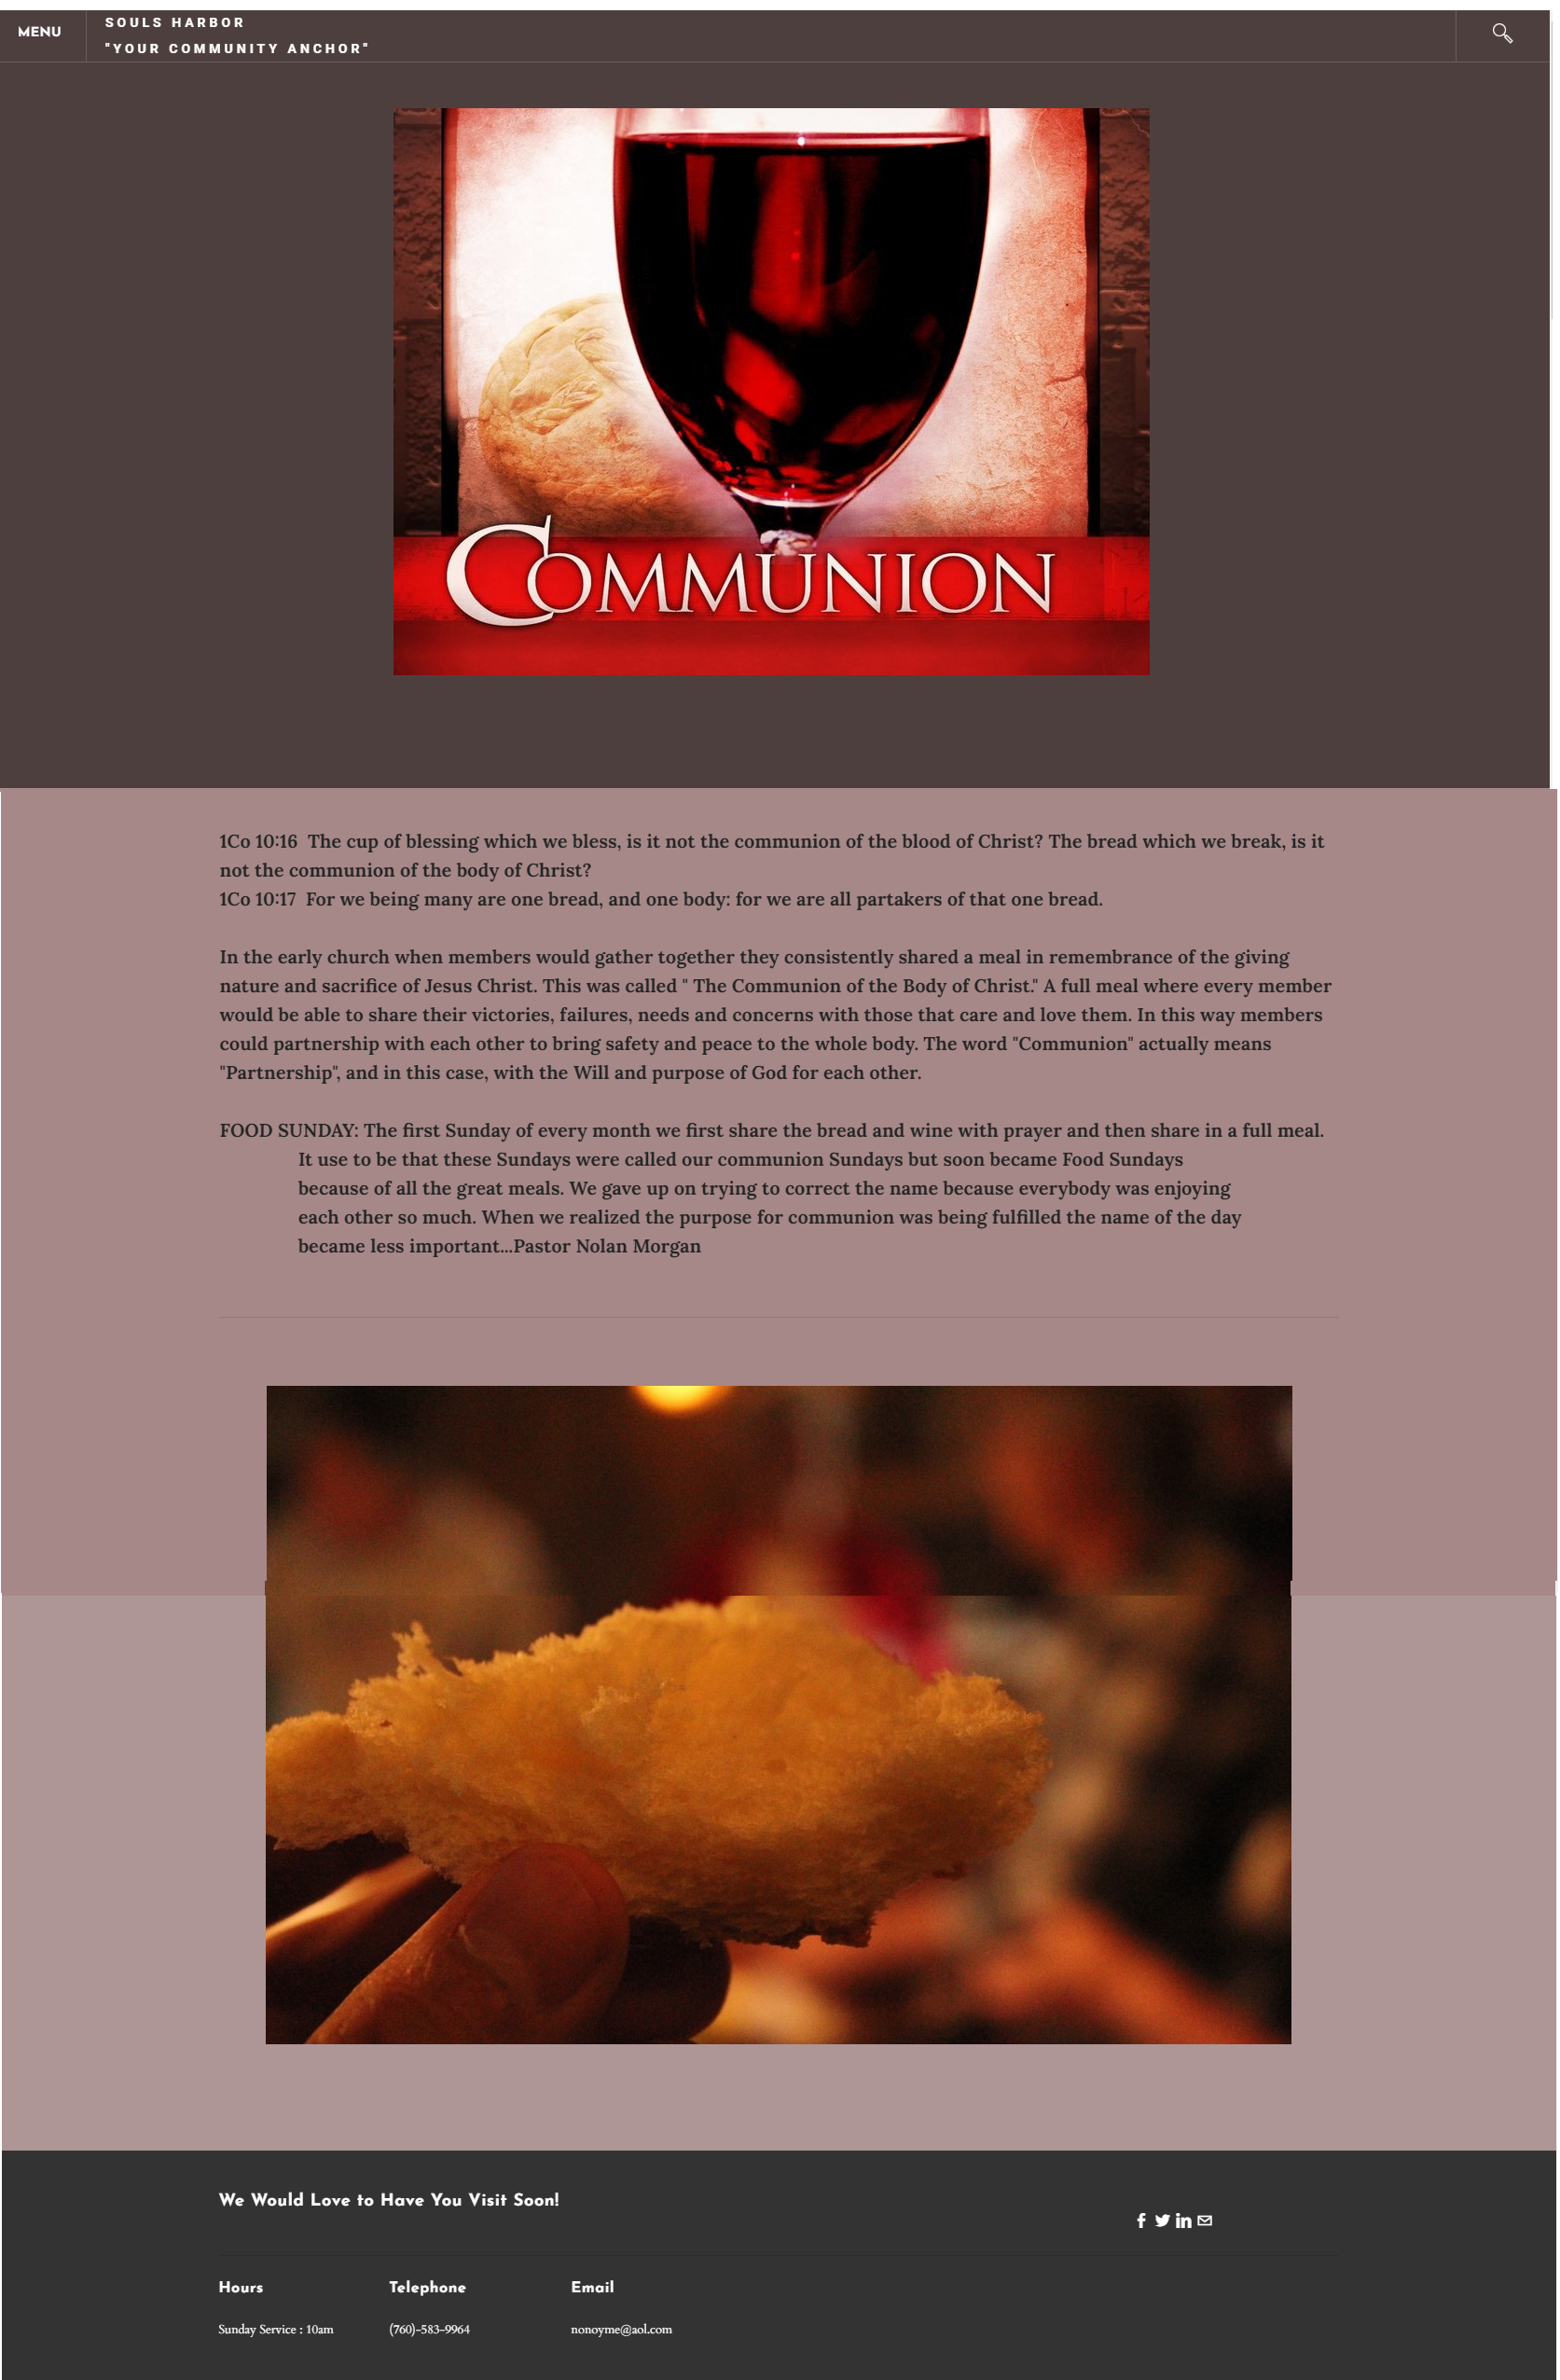 MENU
SOULS HARBOR
"YOUR COMMUNITY ANCHOR"
COMMUNION
1Co 10:16  The cup of blessing which we bless, is it not the communion of the blood of Christ? The bread which we break, is it
not the communion of the body of Christ?
1Co 10:17  For we being many are one bread, and one body: for we are all partakers of that one bread.
In the early church when members would gather together they consistently shared a meal in remembrance of the giving
nature and sacrifice of Jesus Christ. This was called " The Communion of the Body of Christ." A full meal where every member
would be able to share their victories, failures, needs and concerns with those that care and love them. In this way members
could partnership with each other to bring safety and peace to the whole body. The word "Communion" actually means
"Partnership", and in this case, with the Will and purpose of God for each other.
FOOD SUNDAY: The first Sunday of every month we first share the bread and wine with prayer and then share in a full meal.
It use to be that these Sundays were called our communion Sundays but soon became Food Sundays
because of all the great meals. We gave up on trying to correct the name because everybody was enjoying
each other so much. When we realized the purpose for communion was being fulfilled the name of the day
became less important...Pastor Nolan Morgan
We Would Love to Have You Visit Soon!
Hours
Telephone
Email
Sunday Service : 10am
(760)-583-9964
nonoyme@aol.com